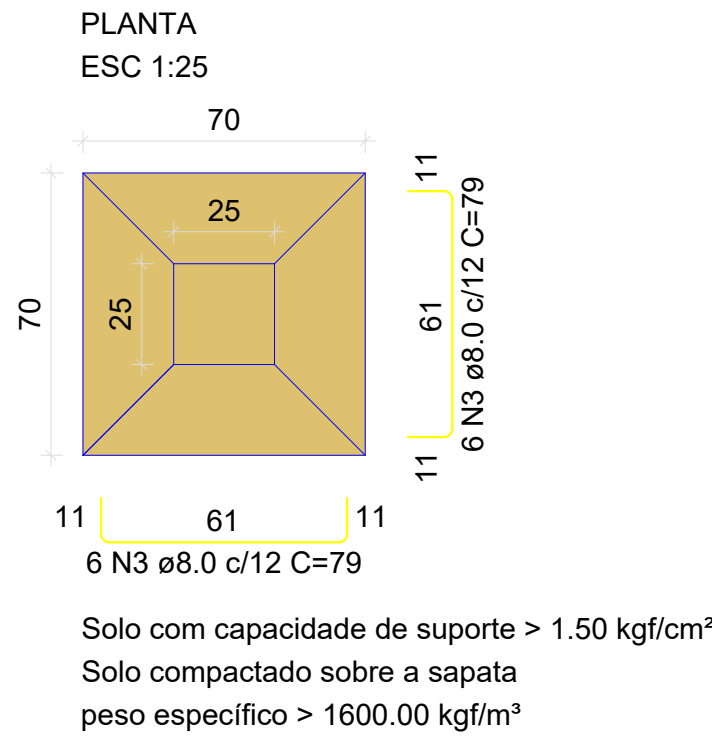 PLANTA
ESC 1:25
70
25
25
70
11
61
11
6 N3 ø8.0 c/12 C=79
11
61
11
6 N3 ø8.0 c/12 C=79
Solo com capacidade de suporte > 1.50 kgf/cm²
Solo compactado sobre a sapata
peso específico > 1600.00 kgf/m³